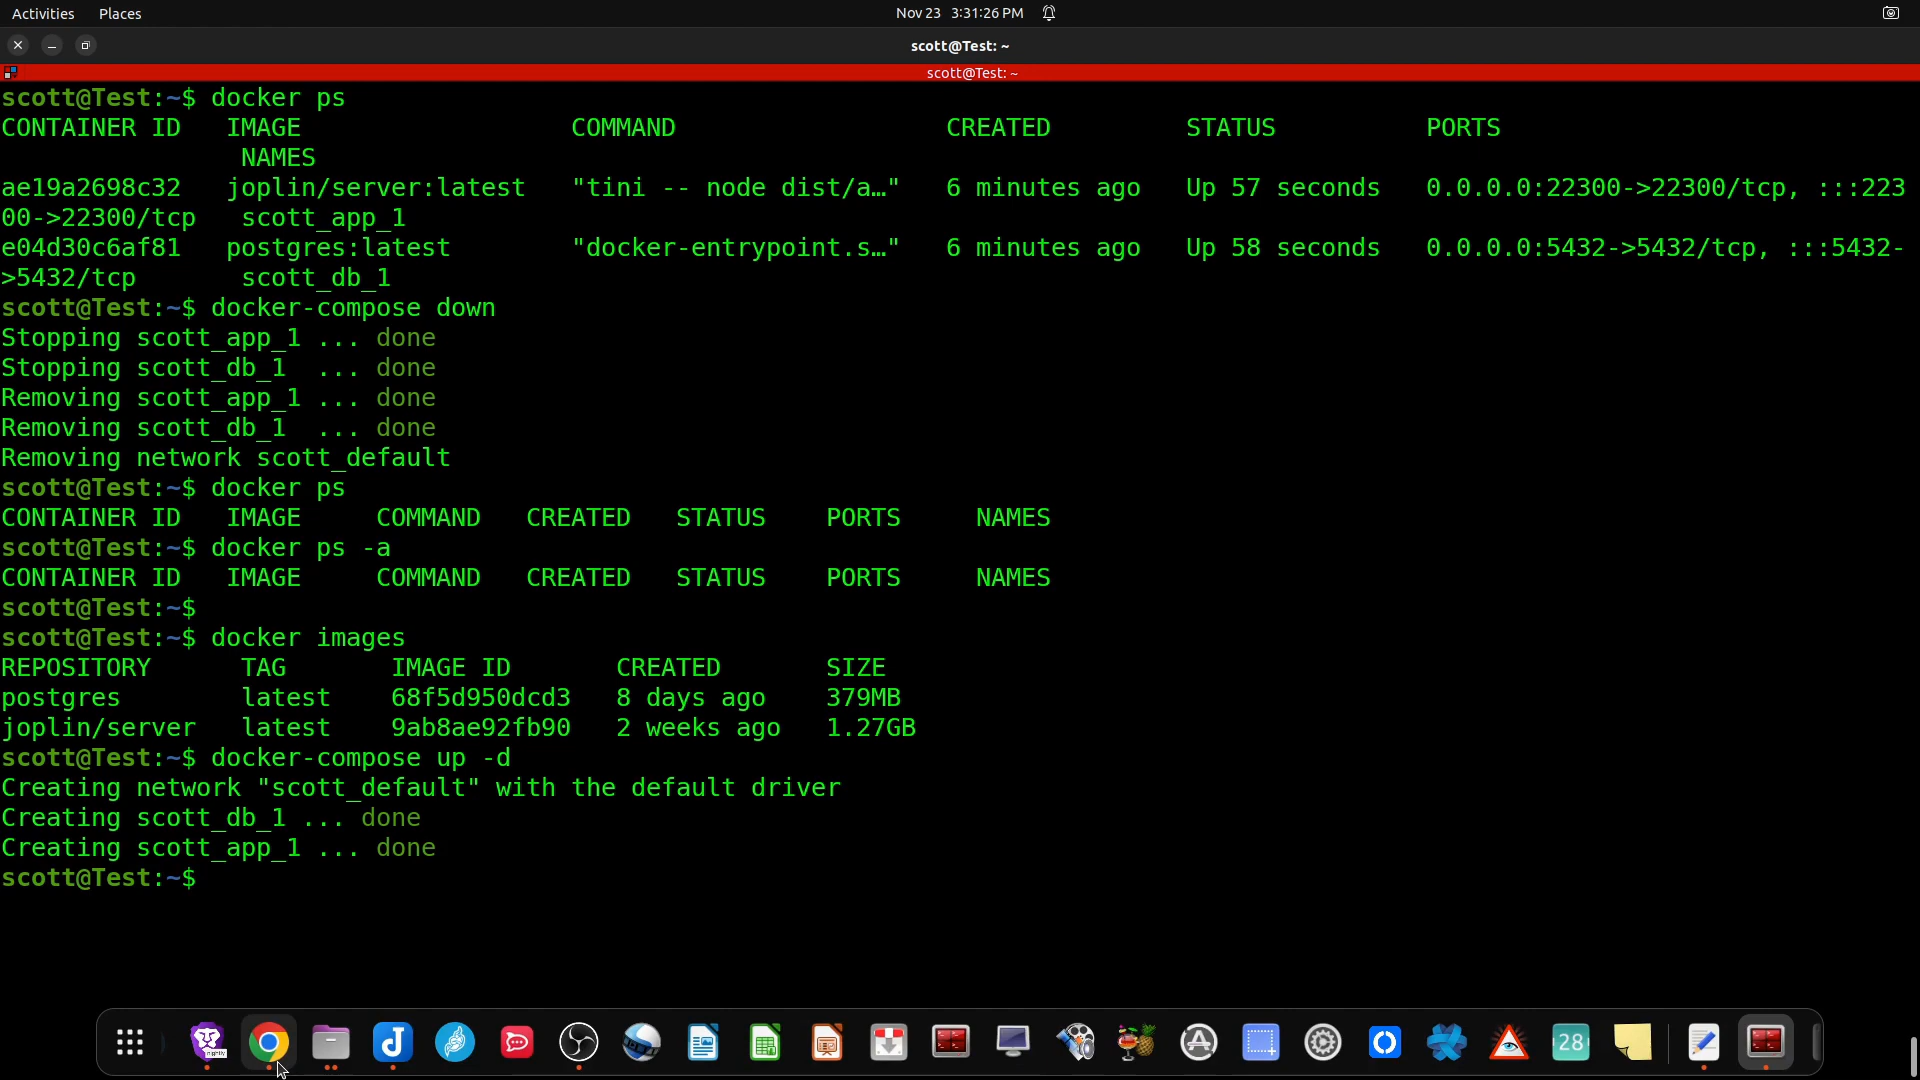 Activities Places Nov 23 3:31:26 PM
scott@Test: ~
scott@Test: ~
scott@Test:~$ docker ps
CONTAINER ID IMAGE COMMAND CREATED STATUS PORTS
NAMES
ae19a2698c32 joplin/server:latest "tini -- node dist/a…" 6 minutes ago Up 57 seconds 0.0.0.0:22300->22300/tcp, :::223
00->22300/tcp scott_app_1
e04d30c6af81 postgres:latest "docker-entrypoint.s…" 6 minutes ago Up 58 seconds 0.0.0.0:5432->5432/tcp, :::5432-
>5432/tcp scott_db_1
scott@Test:~$ docker-compose down
Stopping scott_app_1 ... done
Stopping scott_db_1 ... done
Removing scott_app_1 ... done
Removing scott_db_1 ... done
Removing network scott_default
scott@Test:~$ docker ps
CONTAINER ID IMAGE COMMAND CREATED STATUS PORTS NAMES
scott@Test:~$ docker ps -a
CONTAINER ID IMAGE COMMAND CREATED STATUS PORTS NAMES
scott@Test:~$
scott@Test:~$ docker images
REPOSITORY TAG IMAGE ID CREATED SIZE
postgres latest 68f5d950dcd3 8 days ago 379MB
joplin/server latest 9ab8ae92fb90 2 weeks ago 1.27GB
scott@Test:~$ docker-compose up -d
Creating network "scott_default" with the default driver
Creating scott_db_1 ... done
Creating scott_app_1 ... done
scott@Test:~$
nightly
28